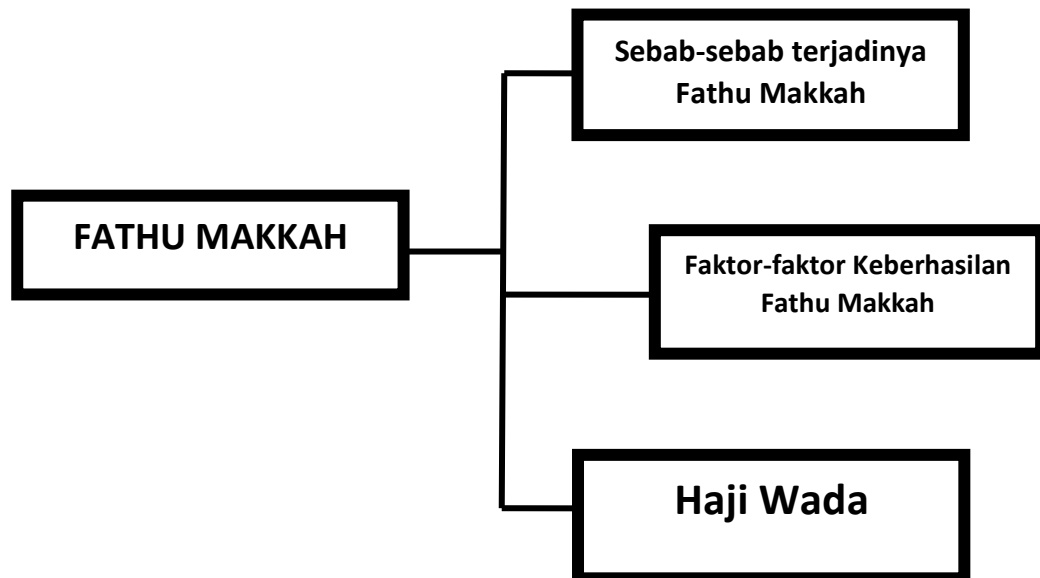 Sebab-sebab terjadinya
Fathu Makkah
FATHU MAKKAH
Faktor-faktor Keberhasilan
Fathu Makkah
Haji Wada